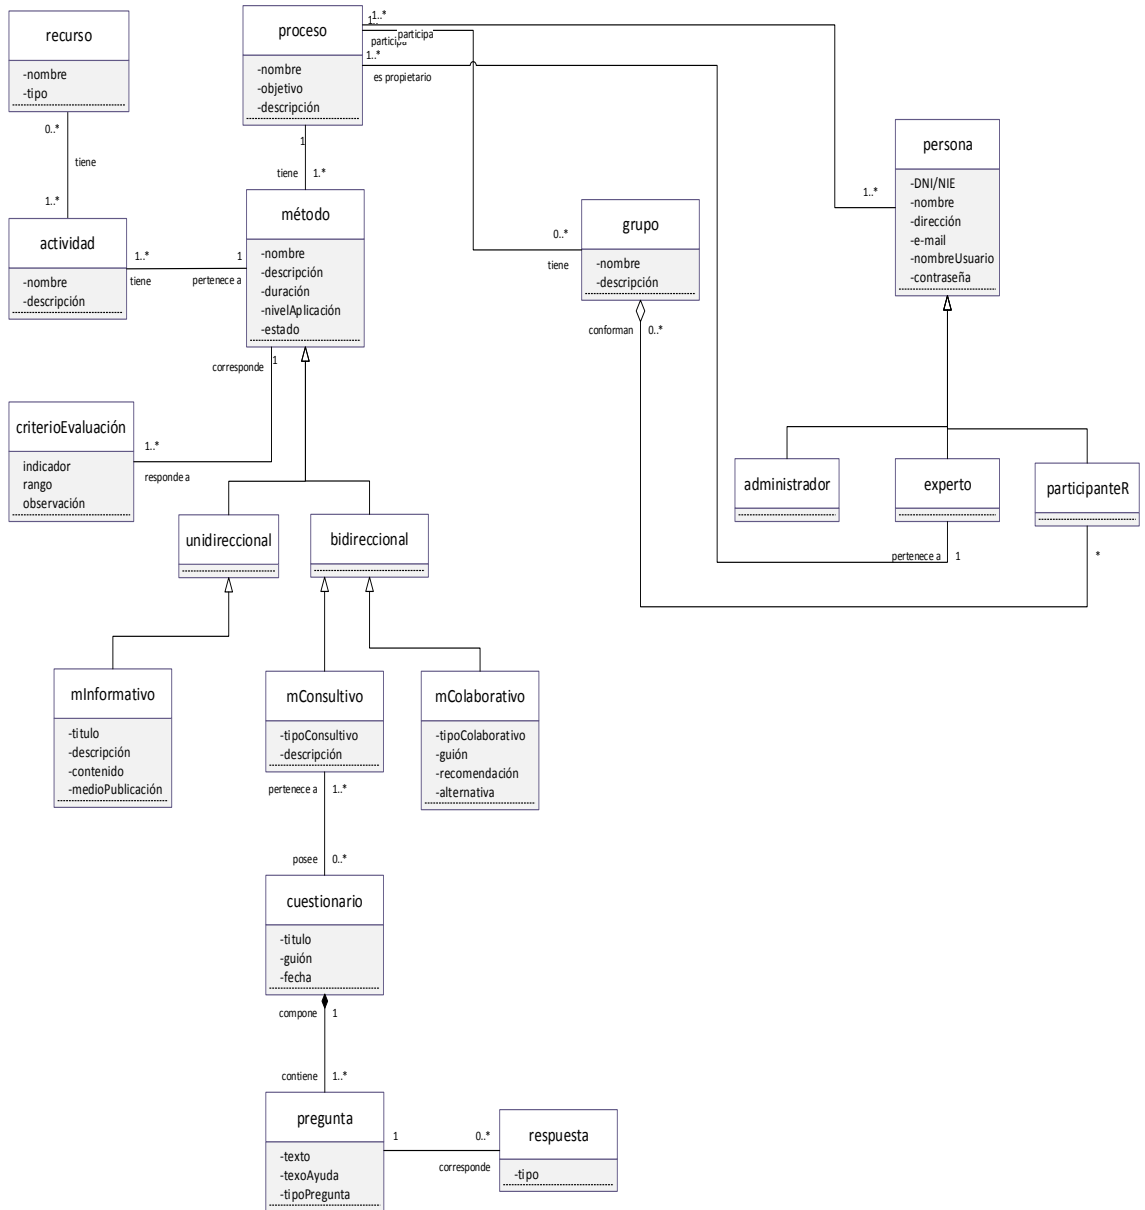 recurso
-nombre
-tipo
0..*
tiene
1..*
actividad
-nombre
-descripción
1..*
tiene
1
pertenece a
proceso
-nombre
-objetivo
-descripción
1..*
1..
participa
participa
1..*
es propietario
1
tiene
1..*
método
-nombre
-descripción
-duración
-nivelAplicación
-estado
corresponde
1
criterioEvaluación
indicador
rango
observación
1..*
responde a
grupo
-nombre
-descripción
0..*
tiene
conforman
0..*
persona
-DNI/NIE
-nombre
-dirección
-e-mail
-nombreUsuario
-contraseña
1..*
administrador
experto
participanteR
pertenece a
1
*
unidireccional
bidireccional
mInformativo
-titulo
-descripción
-contenido
-medioPublicación
mConsultivo
-tipoConsultivo
-descripción
mColaborativo
-tipoColaborativo
-guión
-recomendación
-alternativa
pertenece a
1..*
posee
0..*
cuestionario
-titulo
-guión
-fecha
compone
1
contiene
1..*
pregunta
-texto
-texoAyuda
-tipoPregunta
1
0..*
corresponde
respuesta
-tipo